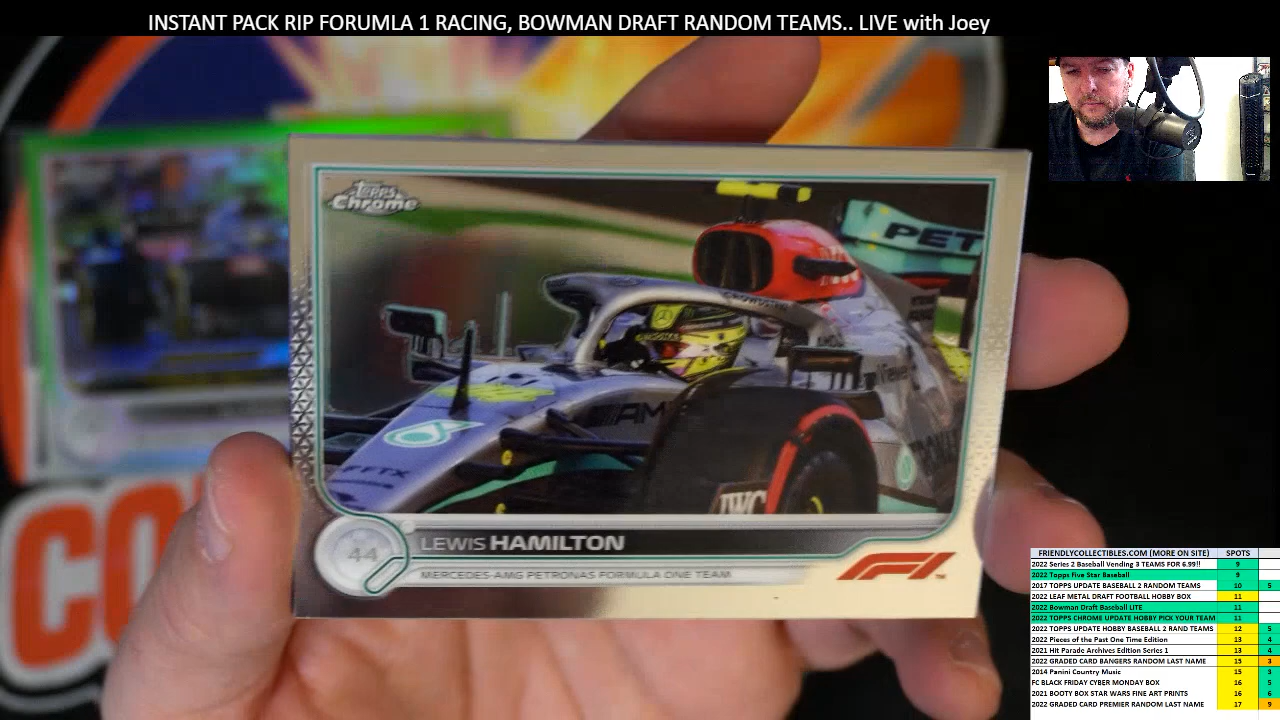 INSTANT PACK RIP FORUMLA 1 RACING, BOWMAN DRAFT RANDOM TEAMS.. LIVE with Joey
Topps
Chrome
PET
CROWDSTRIKE
AM
FTX
IWC
44
LEWIS HAMILTON
MERCEDES-AMG PETRONAS FORMULA ONE TEAM
F1
CO
FRIENDLYCOLLECTIBLES.COM (MORE ON SITE) SPOTS
2022 Series 2 Baseball Vending 3 TEAMS FOR 6.99!! 9
2022 Topps Five Star Baseball 9
2017 TOPPS UPDATE BASEBALL 2 RANDOM TEAMS 10 5
2022 LEAF METAL DRAFT FOOTBALL HOBBY BOX 11
2022 Bowman Draft Baseball LITE 11
2022 TOPPS CHROME UPDATE HOBBY PICK YOUR TEAM 11
2022 TOPPS UPDATE HOBBY BASEBALL 2 RAND TEAMS 12 5
2022 Pieces of the Past One Time Edition 13 4
2021 Hit Parade Archives Edition Series 1 13 4
2022 GRADED CARD BANGERS RANDOM LAST NAME 15 3
2014 Panini Country Music 15 3
FC BLACK FRIDAY CYBER MONDAY BOX 16 5
2021 BOOTY BOX STAR WARS FINE ART PRINTS 16 6
2022 GRADED CARD PREMIER RANDOM LAST NAME 17 9